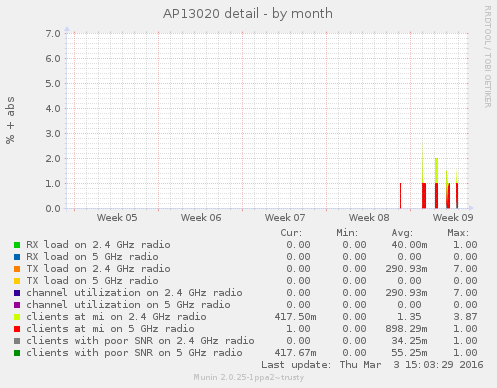 AP13020 detail - by month
RRDTOOL / TOBI OETIKER
% + abs
7.0
6.0
5.0
4.0
3.0
2.0
1.0
0.0
Week 05 Week 06 Week 07 Week 08 Week 09
Cur: Min: Avg: Max:
RX load on 2.4 GHz radio 0.00 0.00 40.00m 1.00
RX load on 5 GHz radio 0.00 0.00 0.00 0.00
TX load on 2.4 GHz radio 0.00 0.00 290.93m 7.00
TX load on 5 GHz radio 0.00 0.00 0.00 0.00
channel utilization on 2.4 GHz radio 0.00 0.00 290.93m 7.00
channel utilization on 5 GHz radio 0.00 0.00 0.00 0.00
clients at mi on 2.4 GHz radio 417.50m 0.00 1.35 3.87
clients at mi on 5 GHz radio 1.00 0.00 898.29m 1.00
clients with poor SNR on 2.4 GHz radio 0.00 0.00 34.25m 1.00
clients with poor SNR on 5 GHz radio 417.67m 0.00 55.25m 1.00
Last update: Thu Mar 3 15:03:29 2016
Munin 2.0.25-1ppa2~trusty